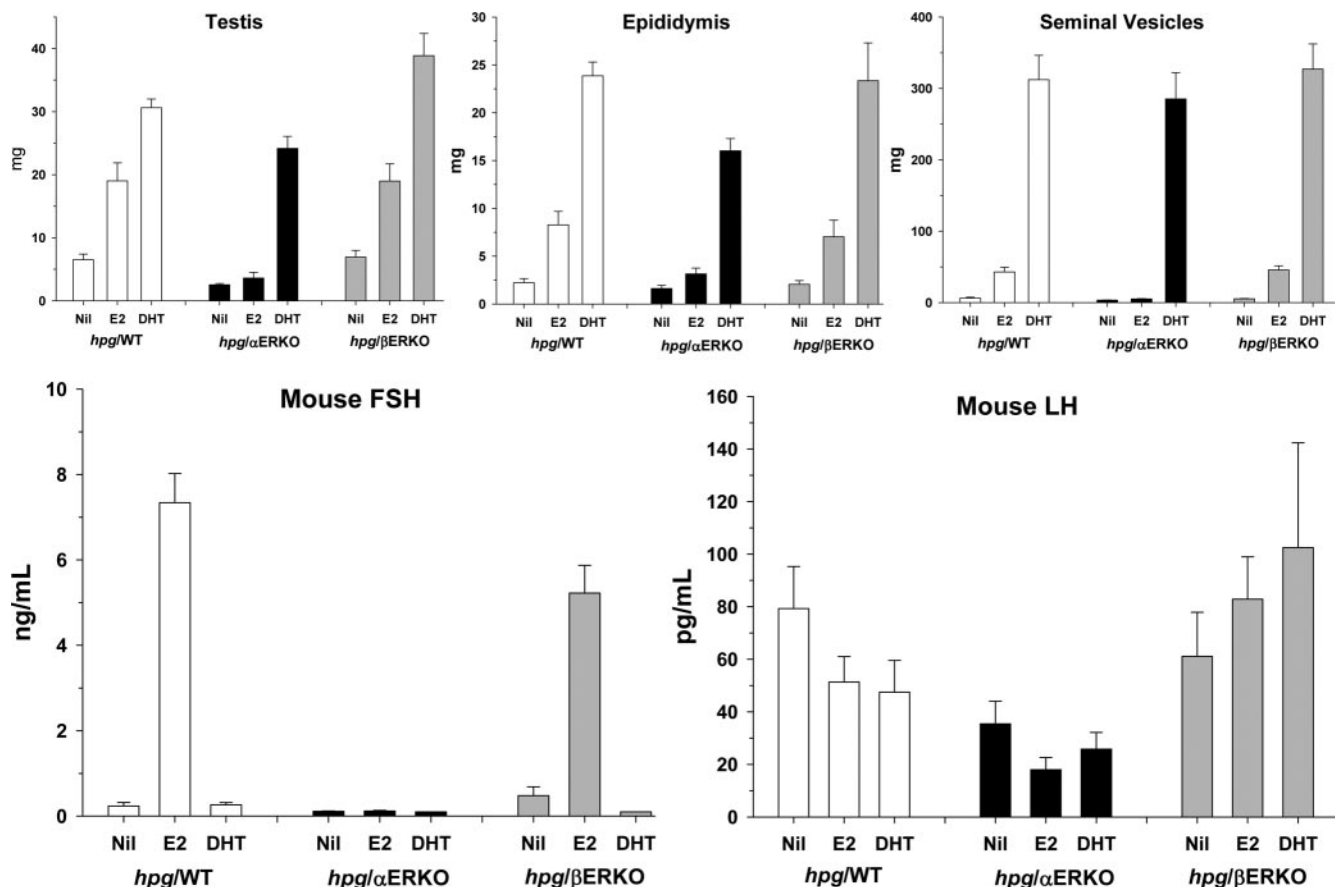 Testis
mg
40
30
20
10
0
Nil E2 DHT Nil E2 DHT Nil E2 DHT
hpg/WT hpg/αERKO hpg/βERKO
Epididymis
mg
30
25
20
15
10
5
0
Nil E2 DHT Nil E2 DHT Nil E2 DHT
hpg/WT hpg/αERKO hpg/βERKO
Seminal Vesicles
mg
400
300
200
100
0
Nil E2 DHT Nil E2 DHT Nil E2 DHT
hpg/WT hpg/αERKO hpg/βERKO
Mouse FSH
ng/mL
10
8
6
4
2
0
Nil E2 DHT Nil E2 DHT Nil E2 DHT
hpg/WT hpg/αERKO hpg/βERKO
Mouse LH
pg/mL
160
140
120
100
80
60
40
20
0
Nil E2 DHT Nil E2 DHT Nil E2 DHT
hpg/WT hpg/αERKO hpg/βERKO